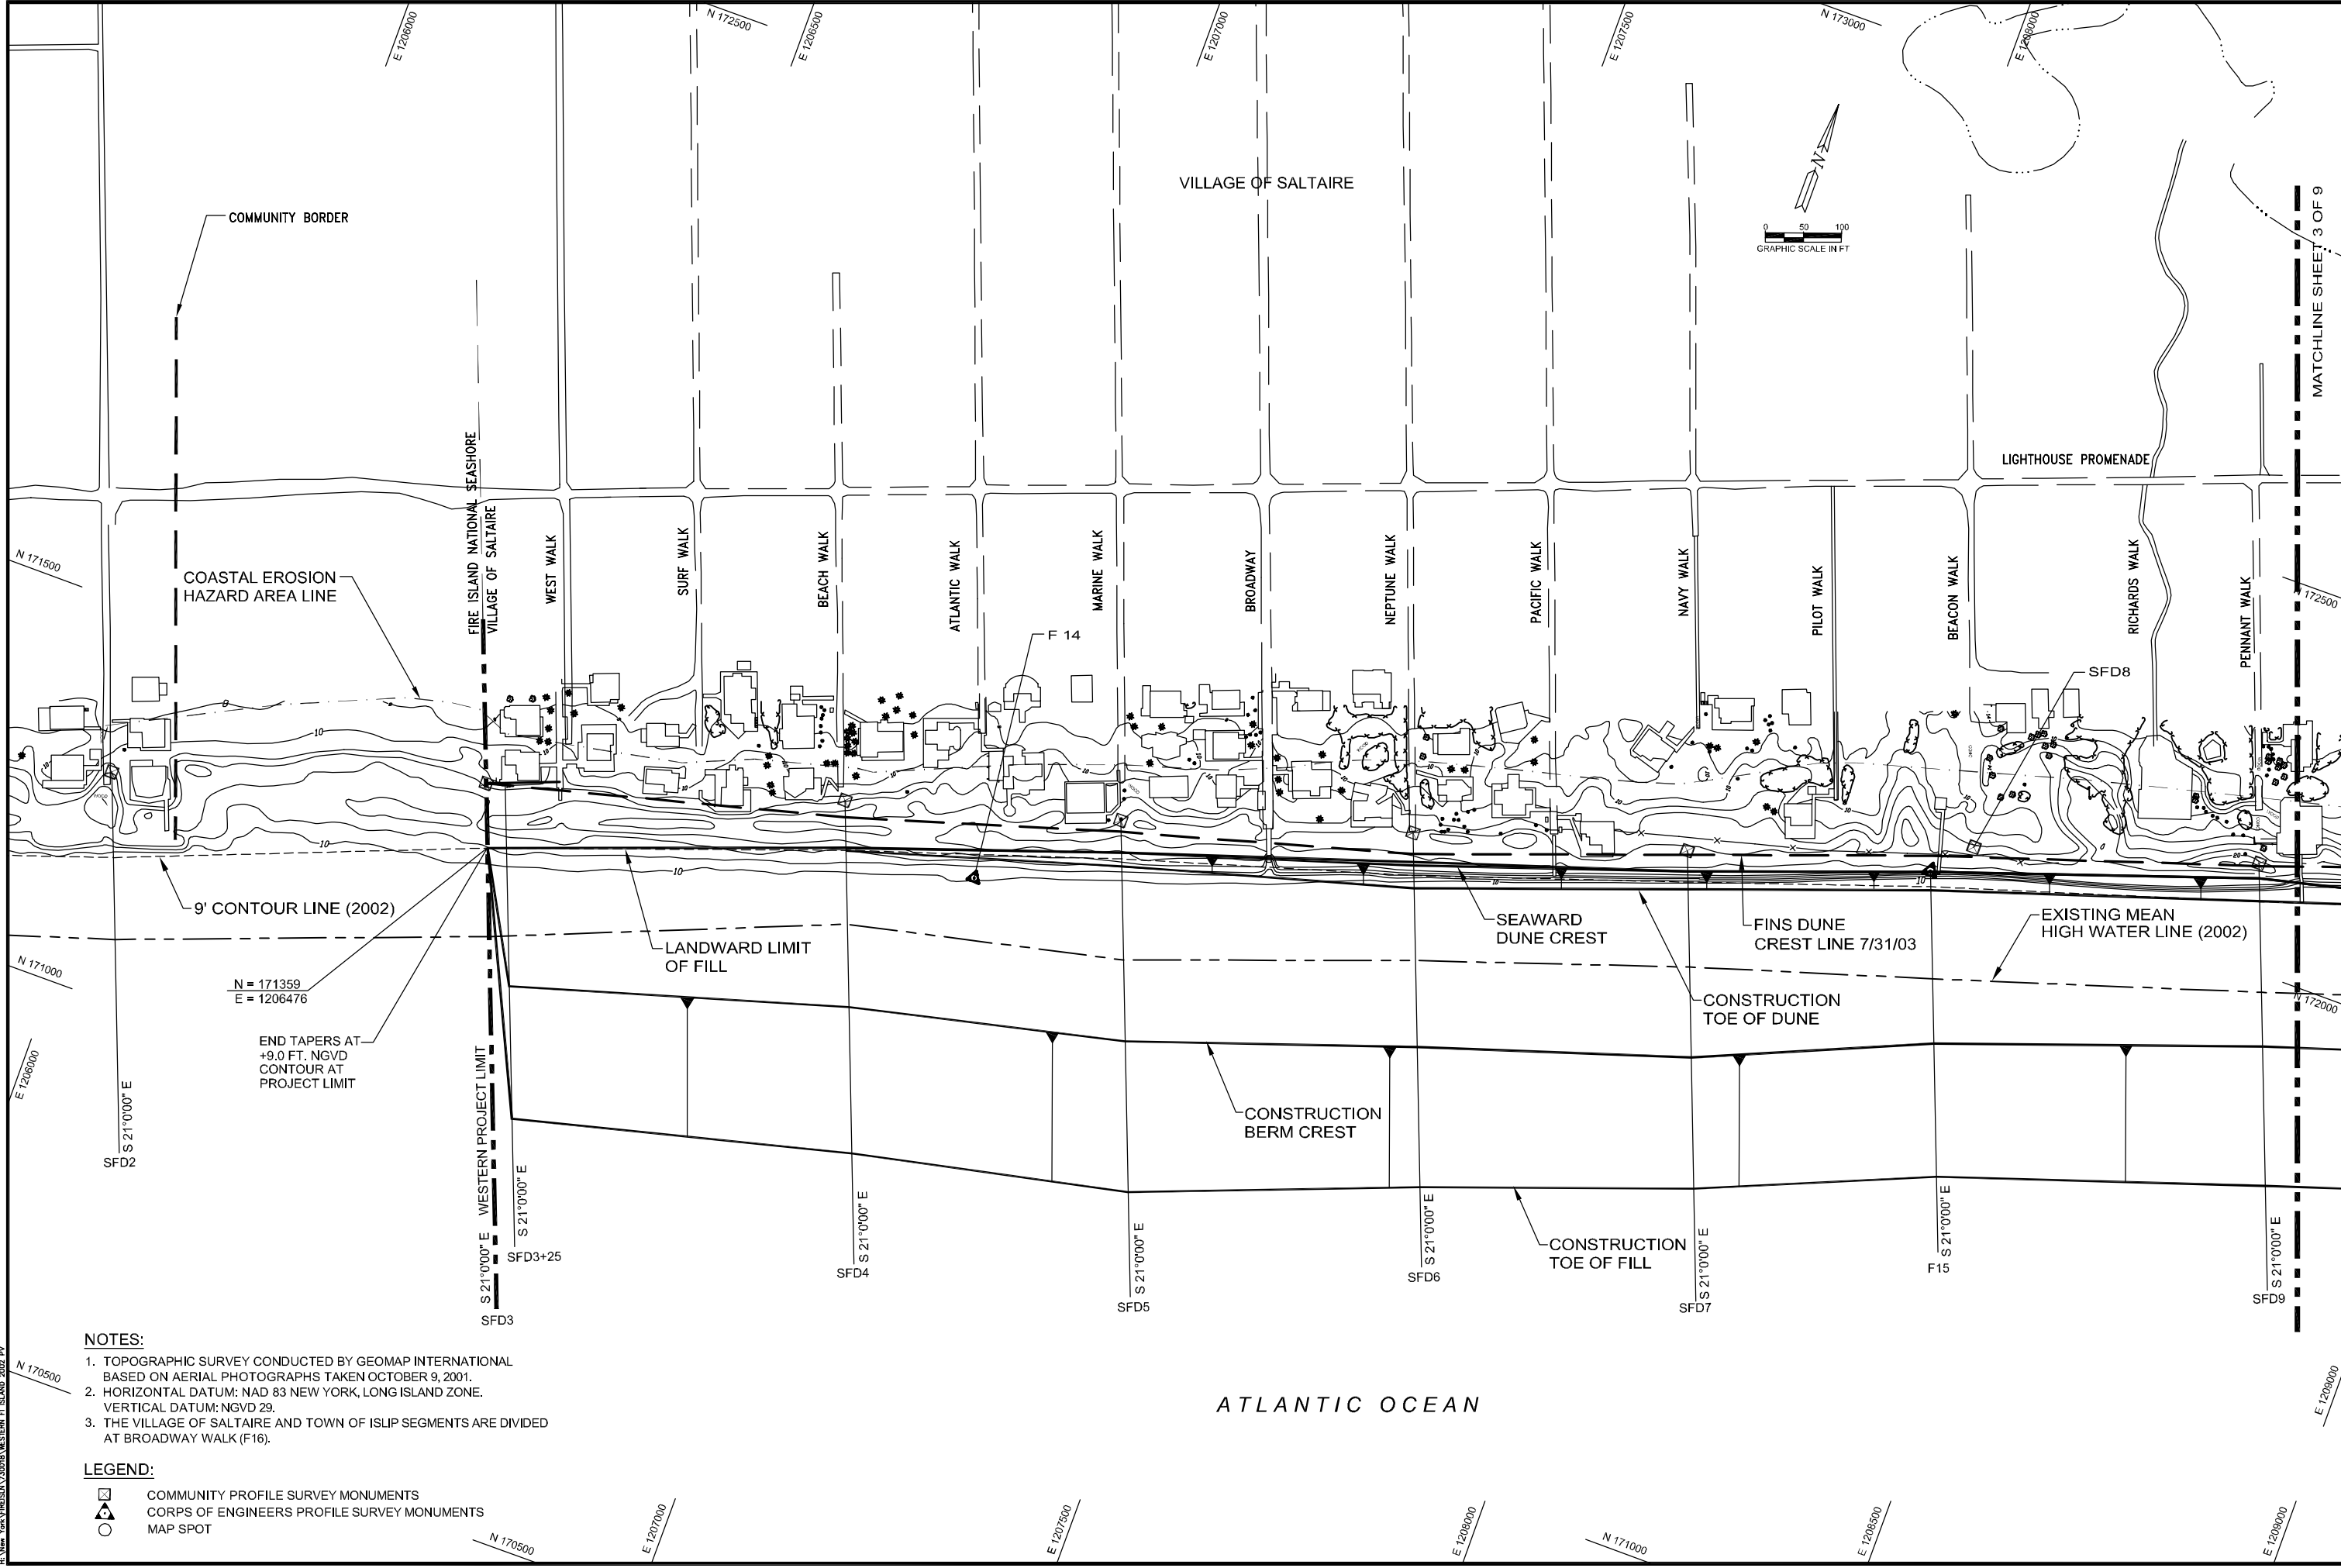 E 1206000
N 172500
E 1206500
E 1207000
E 1207500
N 173000
E 1208000
VILLAGE OF SALTAIRE
N
0 50 100
GRAPHIC SCALE IN FT
MATCHLINE SHEET 3 OF 9
COMMUNITY BORDER
LIGHTHOUSE PROMENADE
FIRE ISLAND NATIONAL SEASHORE
VILLAGE OF SALTAIRE
WEST WALK
SURF WALK
BEACH WALK
ATLANTIC WALK
MARINE WALK
BROADWAY
NEPTUNE WALK
PACIFIC WALK
NAVY WALK
PILOT WALK
BEACON WALK
RICHARDS WALK
PENNANT WALK
N 171500
N 172500
COASTAL EROSION
HAZARD AREA LINE
F 14
SFD8
10
10
10
10
9' CONTOUR LINE (2002)
LANDWARD LIMIT
OF FILL
SEAWARD
DUNE CREST
FINS DUNE
CREST LINE 7/31/03
EXISTING MEAN
HIGH WATER LINE (2002)
N 171000
N = 171359
E = 1206476
CONSTRUCTION
TOE OF DUNE
N 172000
END TAPERS AT
+9.0 FT. NGVD
CONTOUR AT
PROJECT LIMIT
E 1206000
CONSTRUCTION
BERM CREST
WESTERN PROJECT LIMIT
S 21°0'00" E
SFD2
S 21°0'00" E
SFD3
S 21°0'00" E
SFD3+25
S 21°0'00" E
SFD4
S 21°0'00" E
SFD5
S 21°0'00" E
SFD6
S 21°0'00" E
SFD7
S 21°0'00" E
F15
S 21°0'00" E
SFD9
CONSTRUCTION
TOE OF FILL
NOTES:
1. TOPOGRAPHIC SURVEY CONDUCTED BY GEOMAP INTERNATIONAL
BASED ON AERIAL PHOTOGRAPHS TAKEN OCTOBER 9, 2001.
2. HORIZONTAL DATUM: NAD 83 NEW YORK, LONG ISLAND ZONE.
VERTICAL DATUM: NGVD 29.
3. THE VILLAGE OF SALTAIRE AND TOWN OF ISLIP SEGMENTS ARE DIVIDED
AT BROADWAY WALK (F16).
ATLANTIC OCEAN
N 170500
E 1209000
LEGEND:
COMMUNITY PROFILE SURVEY MONUMENTS
CORPS OF ENGINEERS PROFILE SURVEY MONUMENTS
MAP SPOT
N 170500
E 1207000
E 1207500
E 1208000
N 171000
E 1208500
E 1209000